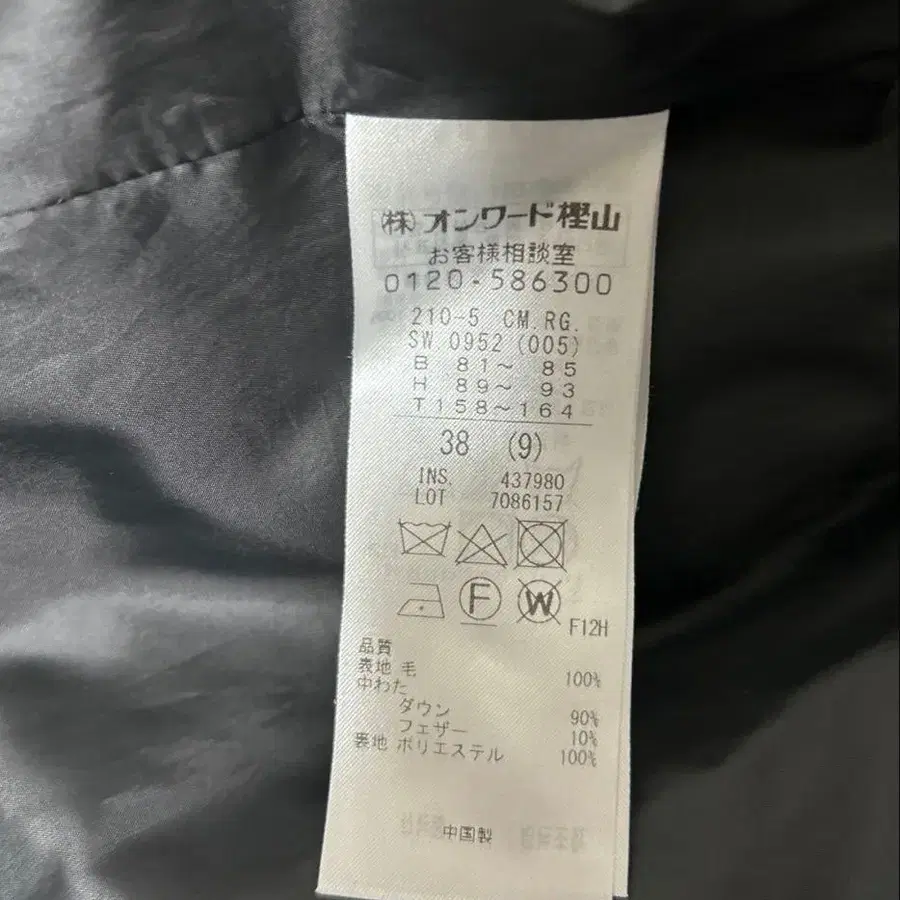 (株)オンワード樫山
お客様相談室
0120-586300
210-5 CM.RG.
SW 0952 (005)
B 81～ 85
H 89～ 93
T158～164
38 (9)
INS. 437980
LOT 7086157
F
W
F12H
品質
表地 毛 100%
中わた
ダウン 90%
フェザー 10%
裏地 ポリエステル 100%
中国製